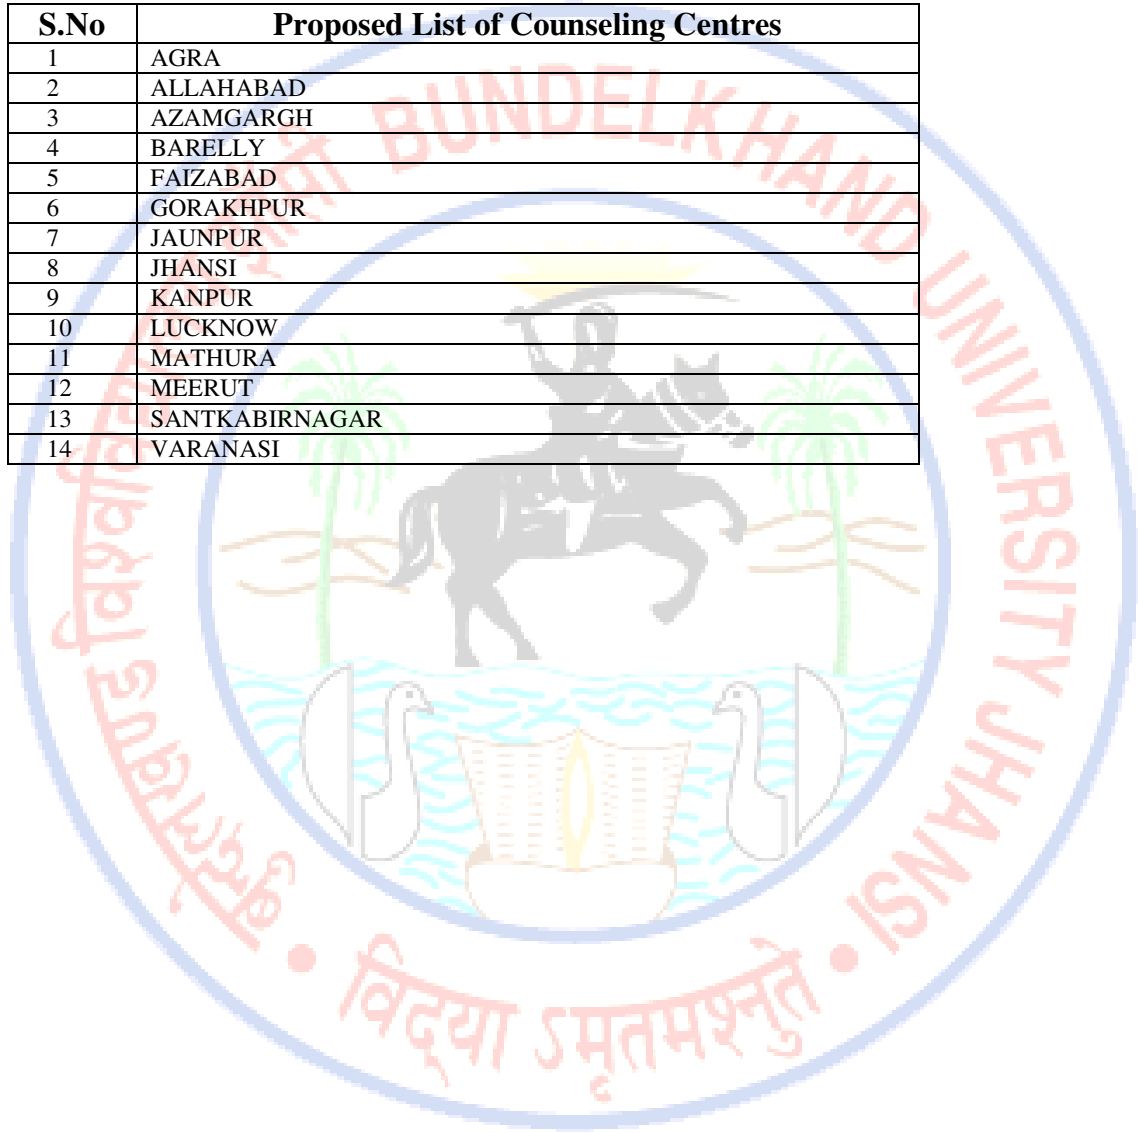 S.No Proposed List of Counseling Centres
1 AGRA
2 ALLAHABAD
3 AZAMGARGH
4 BARELLY
5 FAIZABAD
6 GORAKHPUR
7 JAUNPUR
8 JHANSI
9 KANPUR
10 LUCKNOW
11 MATHURA
12 MEERUT
13 SANTKABIRNAGAR
14 VARANASI
BUNDELKHAND UNIVERSITY JHANSI
बुन्देलखण्ड विश्वविद्यालय झाँसी
विद्या ऽमृतमश्नुते